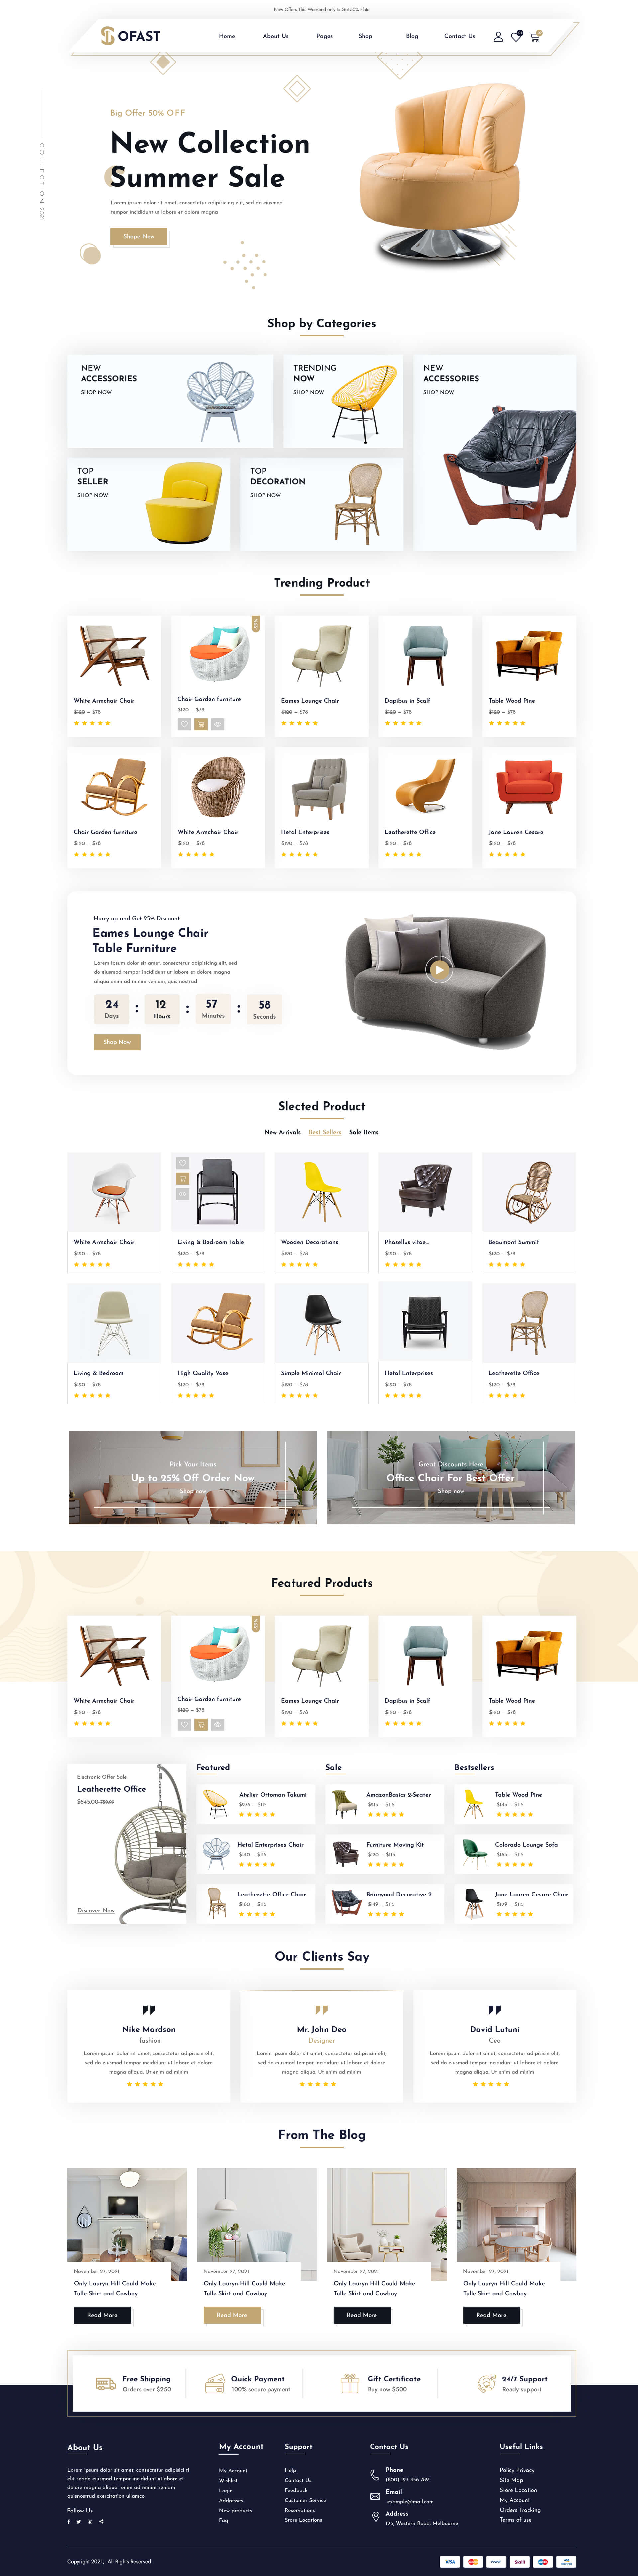 New Offers This Weekend only to Get 50% Flate
SOFAST
Home About Us Pages Shop Blog Contact Us
COLLECTION 2021
Big Offer 50% OFF
New Collection
Summer Sale
Lorem ipsum dolor sit amet, consectetur adipisicing elit, sed do eiusmod
tempor incididunt ut labore et dolore magna
Shope New
Shop by Categories
NEW
ACCESSORIES
SHOP NOW
TRENDING
NOW
SHOP NOW
NEW
ACCESSORIES
SHOP NOW
TOP
SELLER
SHOP NOW
TOP
DECORATION
SHOP NOW
Trending Product
White Armchair Chair
$120 – $78
Chair Garden furniture
$120 – $78
Eames Lounge Chair
$120 – $78
Dapibus in Scalf
$120 – $78
Table Wood Pine
$120 – $78
Chair Garden furniture
$120 – $78
White Armchair Chair
$120 – $78
Hetal Enterprises
$120 – $78
Leatherette Office
$120 – $78
Jane Lauren Cesare
$120 – $78
Hurry up and Get 25% Discount
Eames Lounge Chair
Table Furniture
Lorem ipsum dolor sit amet, consectetur adipisicing elit, sed
do eiusmod tempor incididunt ut labore et dolore magna
aliqua enim ad minim veniam, quis nostrud
24 : 12 : 57 : 58
Days Hours Minutes Seconds
Shop Now
Slected Product
New Arrivals Best Sellers Sale Items
White Armchair Chair
$120 – $78
Living & Bedroom Table
$120 – $78
Wooden Decorations
$120 – $78
Phasellus vitae...
$120 – $78
Beaumont Summit
$120 – $78
Living & Bedroom
$120 – $78
High Quality Vase
$120 – $78
Simple Minimal Chair
$120 – $78
Hetal Enterprises
$120 – $78
Leatherette Office
$120 – $78
Pick Your Items
Up to 25% Off Order Now
Shop now
Great Discounts Here
Office Chair For Best Offer
Shop now
Featured Products
White Armchair Chair
$120 – $78
Chair Garden furniture
$120 – $78
Eames Lounge Chair
$120 – $78
Dapibus in Scalf
$120 – $78
Table Wood Pine
$120 – $78
Electronic Offer Sale
Leatherette Office
$645.00-759.99
Discover Now
Featured
Atelier Ottoman Takumi
$275 – $115
Hetal Enterprises Chair
$140 – $115
Leatherette Office Chair
$180 – $115
Sale
AmazonBasics 2-Seater
$215 – $115
Furniture Moving Kit
$120 – $115
Briarwood Decorative 2
$149 – $115
Bestsellers
Table Wood Pine
$145 – $115
Colorado Lounge Sofa
$165 – $115
Jane Lauren Cesare Chair
$129 – $115
Our Clients Say
Nike Mardson
fashion
Lorem ipsum dolor sit amet, consectetur adipisicin elit,
sed do eiusmod tempor incididunt ut labore et dolore
magna aliqua. Ut enim ad minim
Mr. John Deo
Designer
Lorem ipsum dolor sit amet, consectetur adipisicin elit,
sed do eiusmod tempor incididunt ut labore et dolore
magna aliqua. Ut enim ad minim
David Lutuni
Ceo
Lorem ipsum dolor sit amet, consectetur adipisicin elit,
sed do eiusmod tempor incididunt ut labore et dolore
magna aliqua. Ut enim ad minim
From The Blog
November 27, 2021
Only Lauryn Hill Could Make
Tulle Skirt and Cowboy
Read More
November 27, 2021
Only Lauryn Hill Could Make
Tulle Skirt and Cowboy
Read More
November 27, 2021
Only Lauryn Hill Could Make
Tulle Skirt and Cowboy
Read More
November 27, 2021
Only Lauryn Hill Could Make
Tulle Skirt and Cowboy
Read More
Free Shipping
Orders over $250
Quick Payment
100% secure payment
Gift Certificate
Buy now $500
24/7 Support
Ready support
About Us
Lorem ipsum dolor sit amet, consectetur adipisici ti
elit sedda eiusmod tempor incididunt utlabore et
dolore magna aliqua enim ad minim veniam
quisnostrud exercitation ullamco
Follow Us
My Account
My Account
Wishlist
Login
Addresses
New products
Faq
Support
Help
Contact Us
Feedback
Customer Service
Reservations
Store Locations
Contact Us
Phone
(800) 123 456 789
Email
example@mail.com
Address
123, Western Road, Melbourne
Useful Links
Policy Privacy
Site Map
Store Location
My Account
Orders Tracking
Terms of use
Copyright 2021, All Rights Reserved.
VISA PayPal Skrill